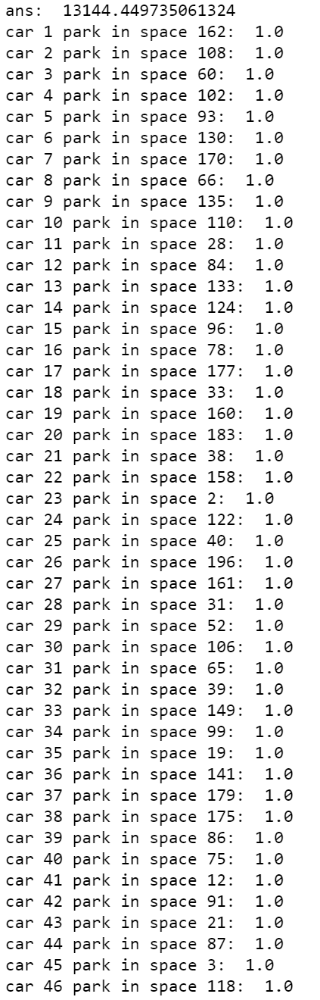 ans:  13144.449735061324
car 1 park in space 162:  1.0
car 2 park in space 108:  1.0
car 3 park in space 60:  1.0
car 4 park in space 102:  1.0
car 5 park in space 93:  1.0
car 6 park in space 130:  1.0
car 7 park in space 170:  1.0
car 8 park in space 66:  1.0
car 9 park in space 135:  1.0
car 10 park in space 110:  1.0
car 11 park in space 28:  1.0
car 12 park in space 84:  1.0
car 13 park in space 133:  1.0
car 14 park in space 124:  1.0
car 15 park in space 96:  1.0
car 16 park in space 78:  1.0
car 17 park in space 177:  1.0
car 18 park in space 33:  1.0
car 19 park in space 160:  1.0
car 20 park in space 183:  1.0
car 21 park in space 38:  1.0
car 22 park in space 158:  1.0
car 23 park in space 2:  1.0
car 24 park in space 122:  1.0
car 25 park in space 40:  1.0
car 26 park in space 196:  1.0
car 27 park in space 161:  1.0
car 28 park in space 31:  1.0
car 29 park in space 52:  1.0
car 30 park in space 106:  1.0
car 31 park in space 65:  1.0
car 32 park in space 39:  1.0
car 33 park in space 149:  1.0
car 34 park in space 99:  1.0
car 35 park in space 19:  1.0
car 36 park in space 141:  1.0
car 37 park in space 179:  1.0
car 38 park in space 175:  1.0
car 39 park in space 86:  1.0
car 40 park in space 75:  1.0
car 41 park in space 12:  1.0
car 42 park in space 91:  1.0
car 43 park in space 21:  1.0
car 44 park in space 87:  1.0
car 45 park in space 3:  1.0
car 46 park in space 118:  1.0